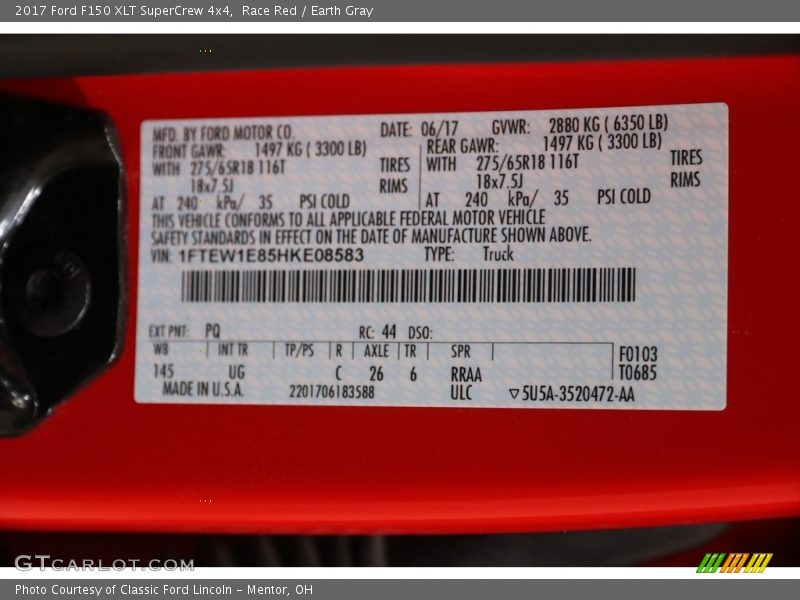 2017 Ford F150 XLT SuperCrew 4x4, Race Red / Earth Gray
MFD. BY FORD MOTOR CO. DATE: 06/17 GVWR: 2880 KG ( 6350 LB)
FRONT GAWR: 1497 KG ( 3300 LB) REAR GAWR: 1497 KG ( 3300 LB)
WITH 275/65R18 116T TIRES WITH 275/65R18 116T TIRES
18x7.5J RIMS 18x7.5J RIMS
AT 240 kPa/ 35 PSI COLD AT 240 kPa/ 35 PSI COLD
THIS VEHICLE CONFORMS TO ALL APPLICABLE FEDERAL MOTOR VEHICLE
SAFETY STANDARDS IN EFFECT ON THE DATE OF MANUFACTURE SHOWN ABOVE.
VIN: 1FTEW1E85HKE08583 TYPE: Truck
EXT PNT: PQ RC: 44 DSO:
WB INT TR TP/PS R AXLE TR SPR F0103
145 UG C 26 6 RRAA T0685
MADE IN U.S.A. 2201706183588 ULC ▽5U5A-3520472-AA
GTCARLOT.COM
Photo Courtesy of Classic Ford Lincoln - Mentor, OH